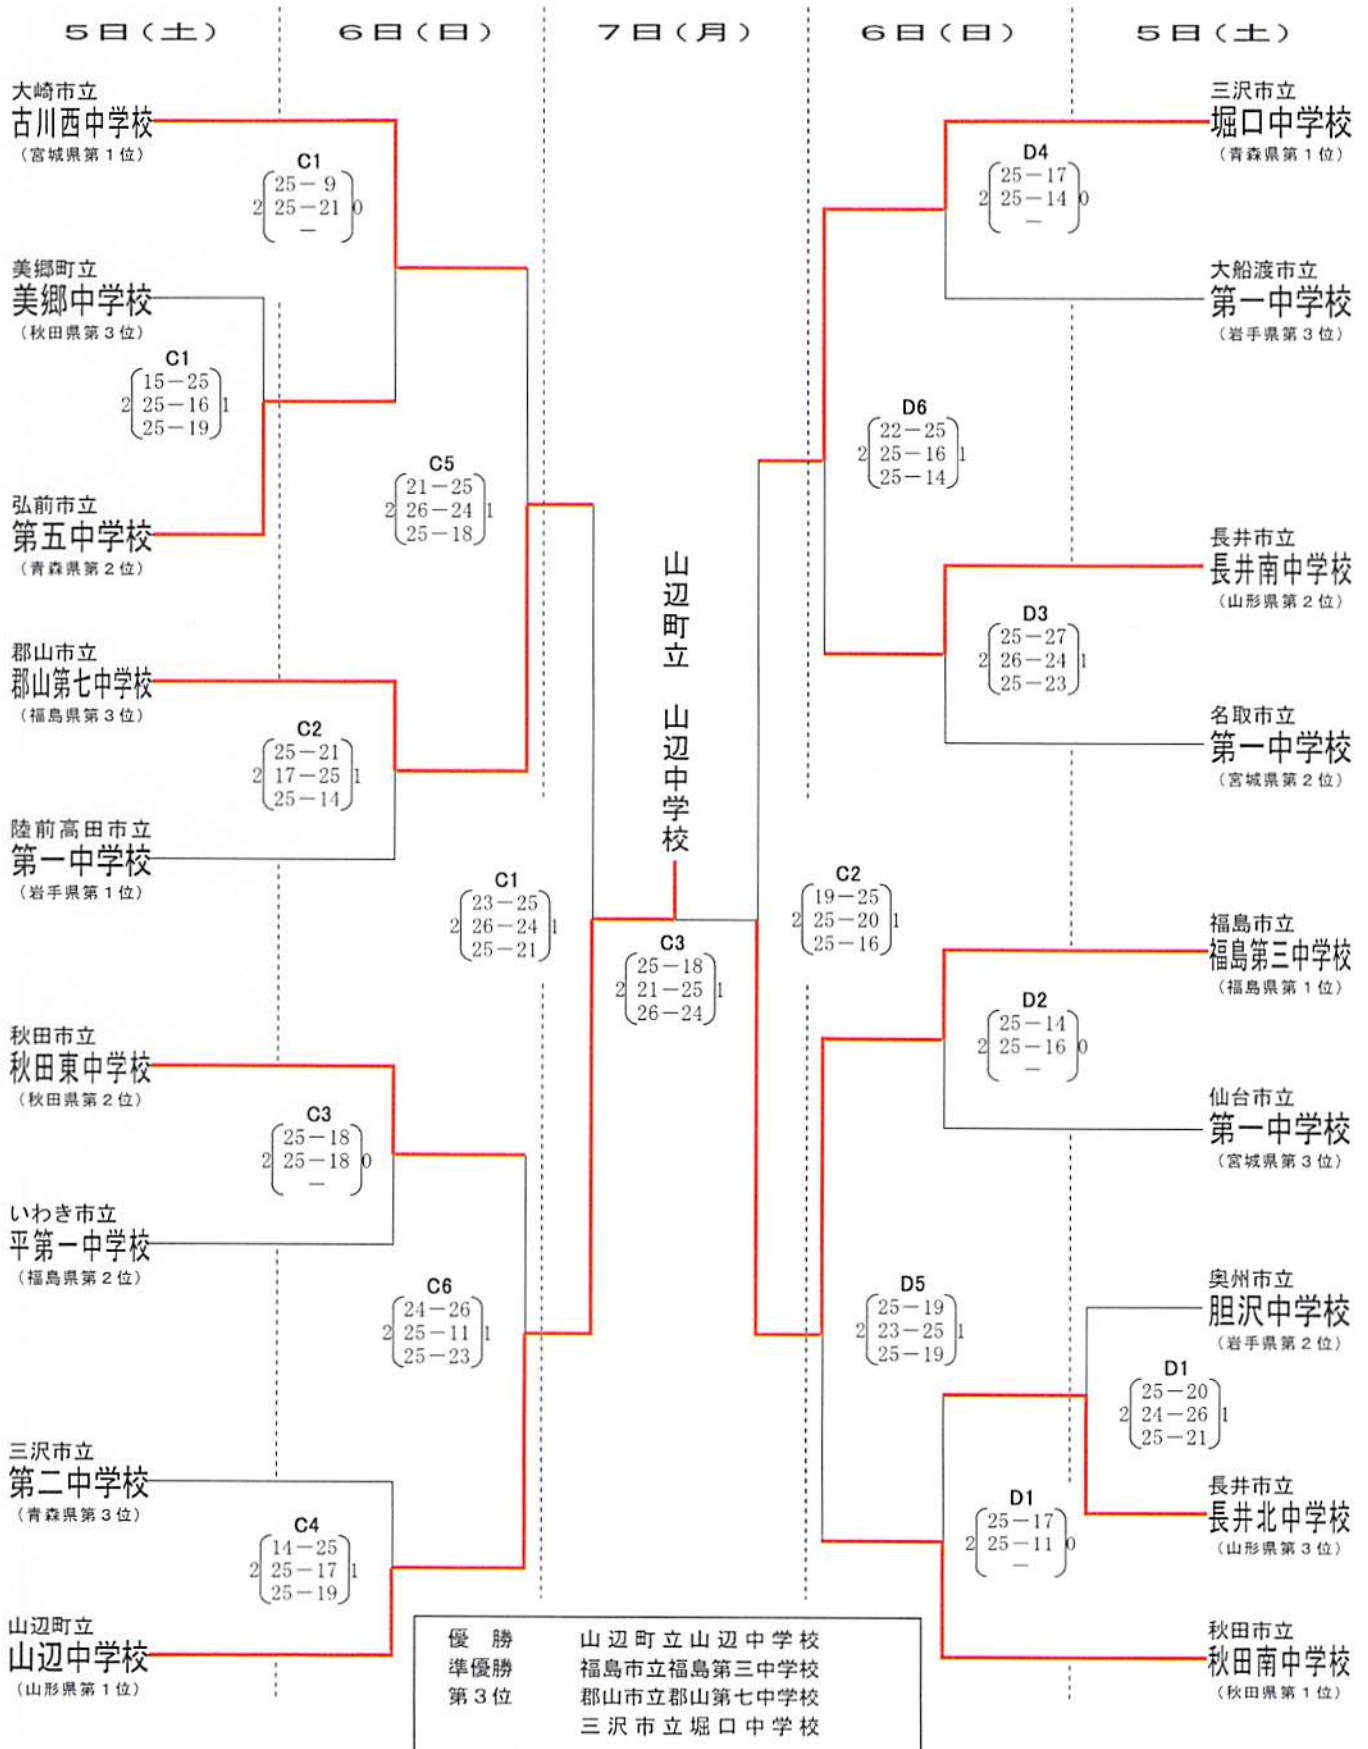 5日(土) 6日(日) 7日(月) 6日(日) 5日(土)
大崎市立
古川西中学校
(宮城県第1位)
C1
25-9
2 25-21 0
-
美郷町立
美郷中学校
(秋田県第3位)
C1
15-25
2 25-16 1
25-19
弘前市立
第五中学校
(青森県第2位)
C5
21-25
2 26-24 1
25-18
郡山市立
郡山第七中学校
(福島県第3位)
C2
25-21
2 17-25 1
25-14
陸前高田市立
第一中学校
(岩手県第1位)
C1
23-25
2 26-24 1
25-21
秋田市立
秋田東中学校
(秋田県第2位)
C3
25-18
2 25-18 0
-
いわき市立
平第一中学校
(福島県第2位)
C6
24-26
2 25-11 1
25-23
三沢市立
第二中学校
(青森県第3位)
C4
14-25
2 25-17 1
25-19
山辺町立
山辺中学校
(山形県第1位)
山辺町立 山辺中学校
C3
25-18
2 21-25 1
26-24
三沢市立
堀口中学校
(青森県第1位)
D4
25-17
2 25-14 0
-
大船渡市立
第一中学校
(岩手県第3位)
D6
22-25
2 25-16 1
25-14
長井市立
長井南中学校
(山形県第2位)
D3
25-27
2 26-24 1
25-23
名取市立
第一中学校
(宮城県第2位)
C2
19-25
2 25-20 1
25-16
福島市立
福島第三中学校
(福島県第1位)
D2
25-14
2 25-16 0
-
仙台市立
第一中学校
(宮城県第3位)
D5
25-19
2 23-25 1
25-19
奥州市立
胆沢中学校
(岩手県第2位)
D1
25-20
2 24-26 1
25-21
長井市立
長井北中学校
(山形県第3位)
D1
25-17
2 25-11 0
-
秋田市立
秋田南中学校
(秋田県第1位)
優勝 山辺町立山辺中学校
準優勝 福島市立福島第三中学校
第3位 郡山市立郡山第七中学校
三沢市立堀口中学校